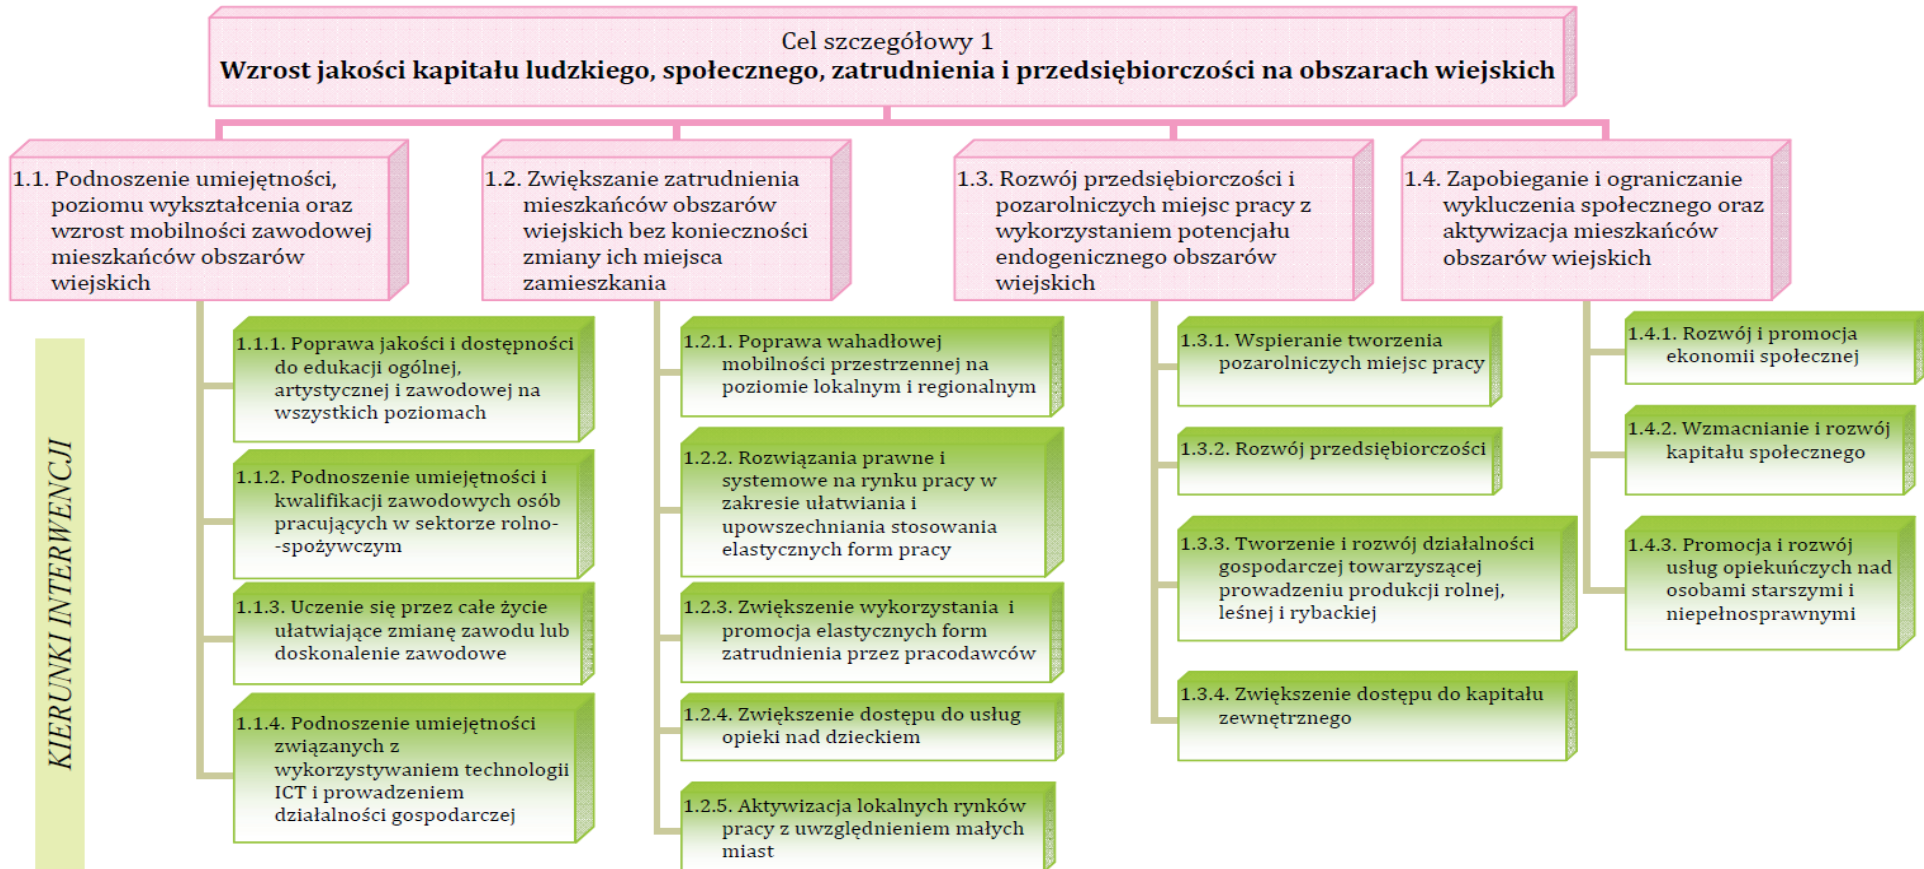 Cel szczegółowy 1
Wzrost jakości kapitału ludzkiego, społecznego, zatrudnienia i przedsiębiorczości na obszarach wiejskich
1.1. Podnoszenie umiejętności,
poziomu wykształcenia oraz
wzrost mobilności zawodowej
mieszkańców obszarów
wiejskich
1.2. Zwiększanie zatrudnienia
mieszkańców obszarów
wiejskich bez konieczności
zmiany ich miejsca
zamieszkania
1.3. Rozwój przedsiębiorczości i
pozarolniczych miejsc pracy z
wykorzystaniem potencjału
endogenicznego obszarów
wiejskich
1.4. Zapobieganie i ograniczanie
wykluczenia społecznego oraz
aktywizacja mieszkańców
obszarów wiejskich
KIERUNKI INTERWENCJI
1.1.1. Poprawa jakości i dostępności
do edukacji ogólnej,
artystycznej i zawodowej na
wszystkich poziomach
1.1.2. Podnoszenie umiejętności i
kwalifikacji zawodowych osób
pracujących w sektorze rolno-
-spożywczym
1.1.3. Uczenie się przez całe życie
ułatwiające zmianę zawodu lub
doskonalenie zawodowe
1.1.4. Podnoszenie umiejętności
związanych z
wykorzystywaniem technologii
ICT i prowadzeniem
działalności gospodarczej
1.2.1. Poprawa wahadłowej
mobilności przestrzennej na
poziomie lokalnym i regionalnym
1.2.2. Rozwiązania prawne i
systemowe na rynku pracy w
zakresie ułatwiania i
upowszechniania stosowania
elastycznych form pracy
1.2.3. Zwiększenie wykorzystania i
promocja elastycznych form
zatrudnienia przez pracodawców
1.2.4. Zwiększenie dostępu do usług
opieki nad dzieckiem
1.2.5. Aktywizacja lokalnych rynków
pracy z uwzględnieniem małych
miast
1.3.1. Wspieranie tworzenia
pozarolniczych miejsc pracy
1.3.2. Rozwój przedsiębiorczości
1.3.3. Tworzenie i rozwój działalności
gospodarczej towarzyszącej
prowadzeniu produkcji rolnej,
leśnej i rybackiej
1.3.4. Zwiększenie dostępu do kapitału
zewnętrznego
1.4.1. Rozwój i promocja
ekonomii społecznej
1.4.2. Wzmacnianie i rozwój
kapitału społecznego
1.4.3. Promocja i rozwój
usług opiekuńczych nad
osobami starszymi i
niepełnosprawnymi